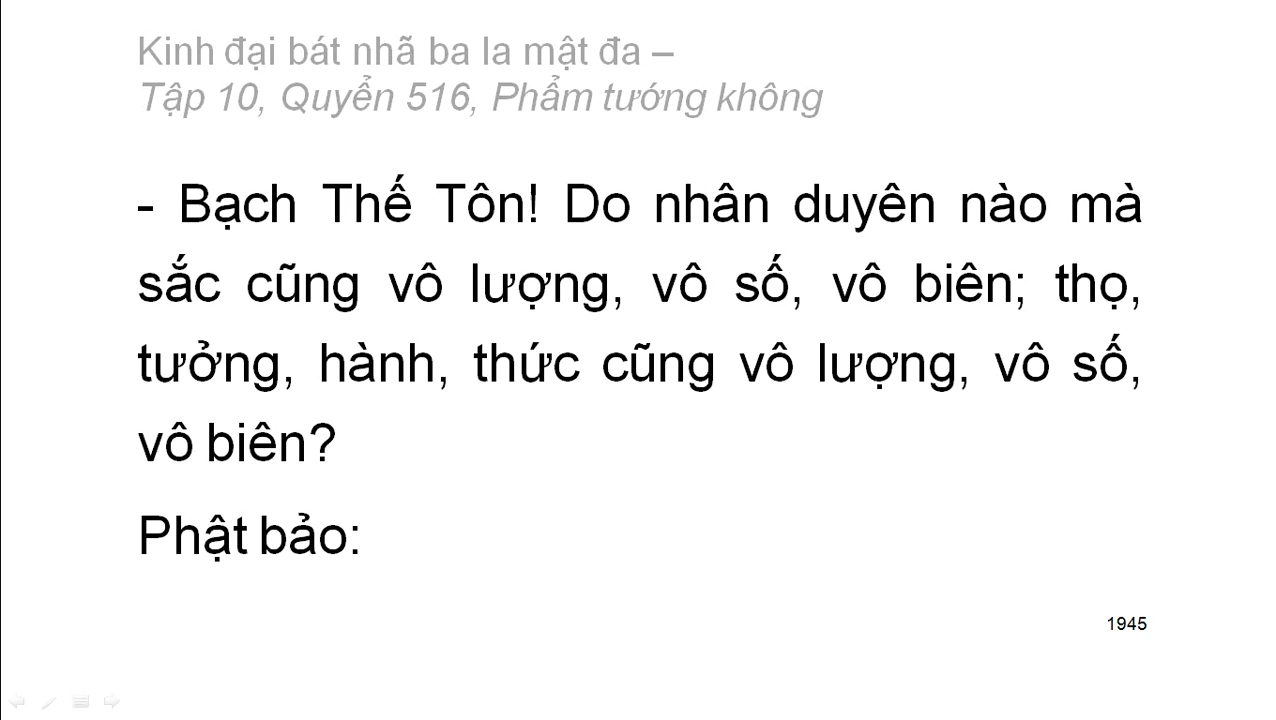 Kinh đại bát nhã ba la mật đa –
Tập 10, Quyển 516, Phẩm tướng không
- Bạch Thế Tôn! Do nhân duyên nào mà
sắc cũng vô lượng, vô số, vô biên; thọ,
tưởng, hành, thức cũng vô lượng, vô số,
vô biên?
Phật bảo:
1945